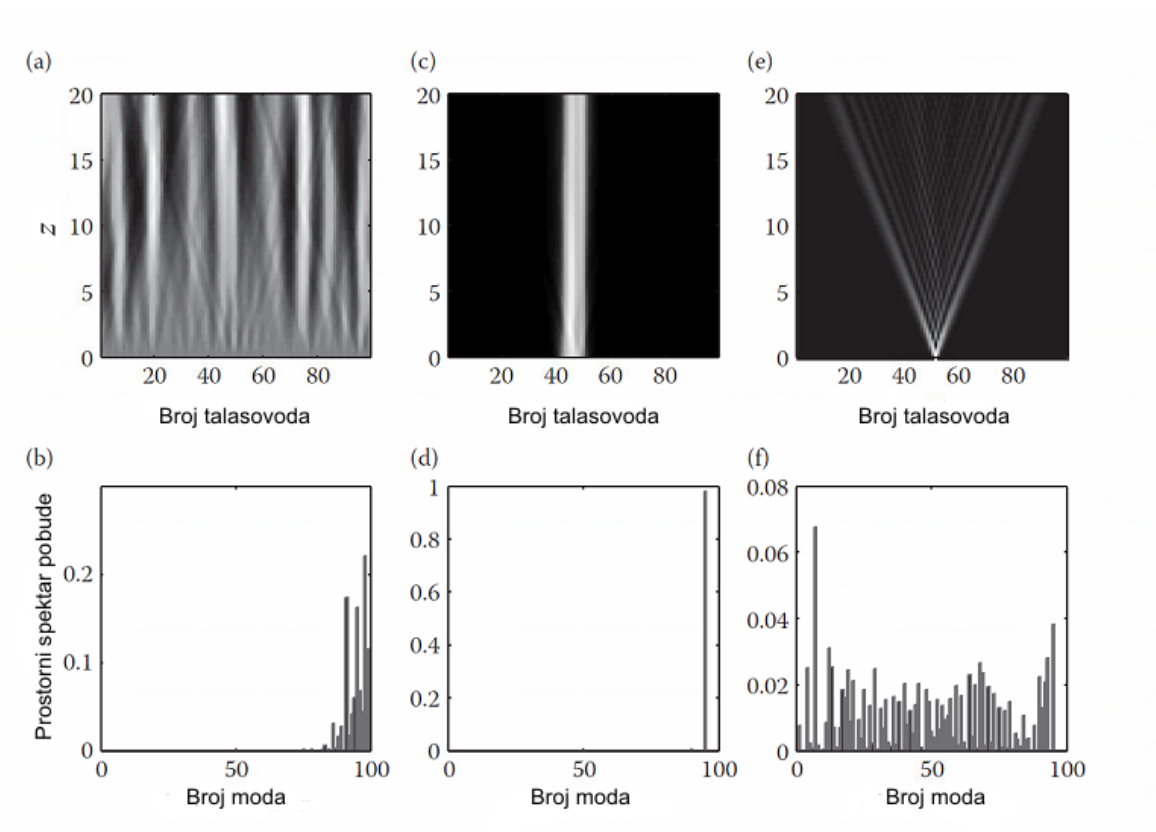 (a)
20
15
10
5
0
z
20 40 60 80
Broj talasovoda
(c)
20
15
10
5
0
20 40 60 80
Broj talasovoda
(e)
20
15
10
5
0
20 40 60 80
Broj talasovoda
(b)
Prostorni spektar pobude
0.2
0.1
0
0 50 100
Broj moda
(d)
1
0.8
0.6
0.4
0.2
0
0 50 100
Broj moda
(f)
0.08
0.06
0.04
0.02
0
0 50 100
Broj moda